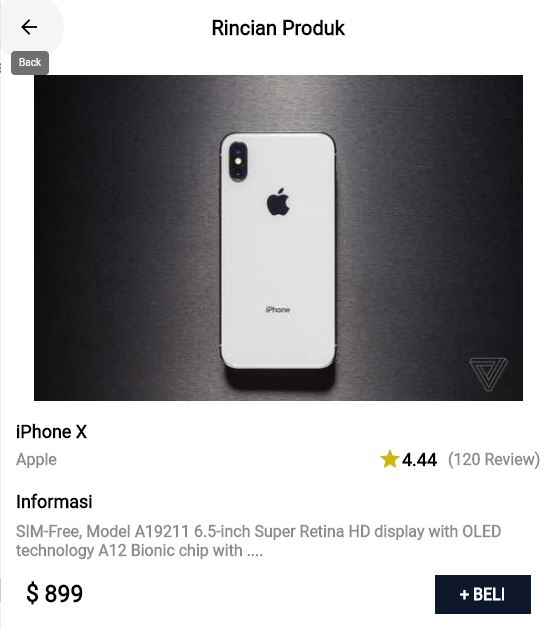 Rincian Produk
Back
iPhone
iPhone X
Apple
4.44 (120 Review)
Informasi
SIM-Free, Model A19211 6.5-inch Super Retina HD display with OLED
technology A12 Bionic chip with ....
$ 899
+ BELI